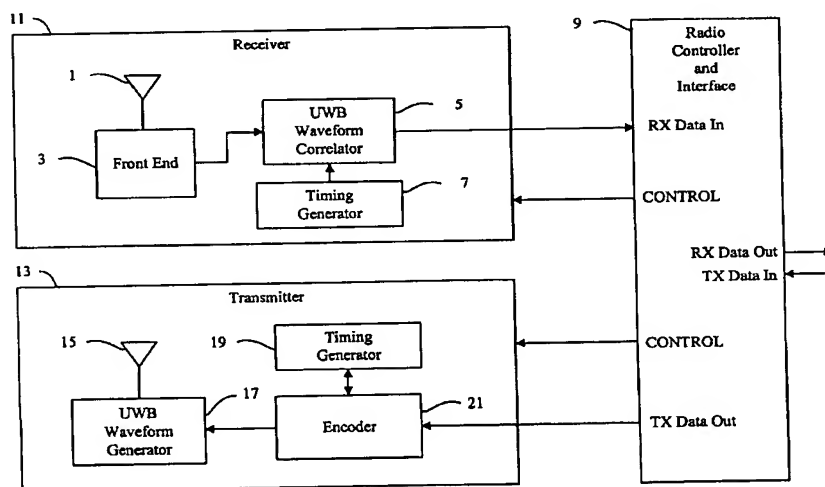 11
Receiver
1
3
Front End
UWB
Waveform
Correlator
5
Timing
Generator
7
9
Radio
Controller
and
Interface
RX Data In
CONTROL
RX Data Out
TX Data In
CONTROL
TX Data Out
13
Transmitter
15
19
Timing
Generator
17
UWB
Waveform
Generator
Encoder
21